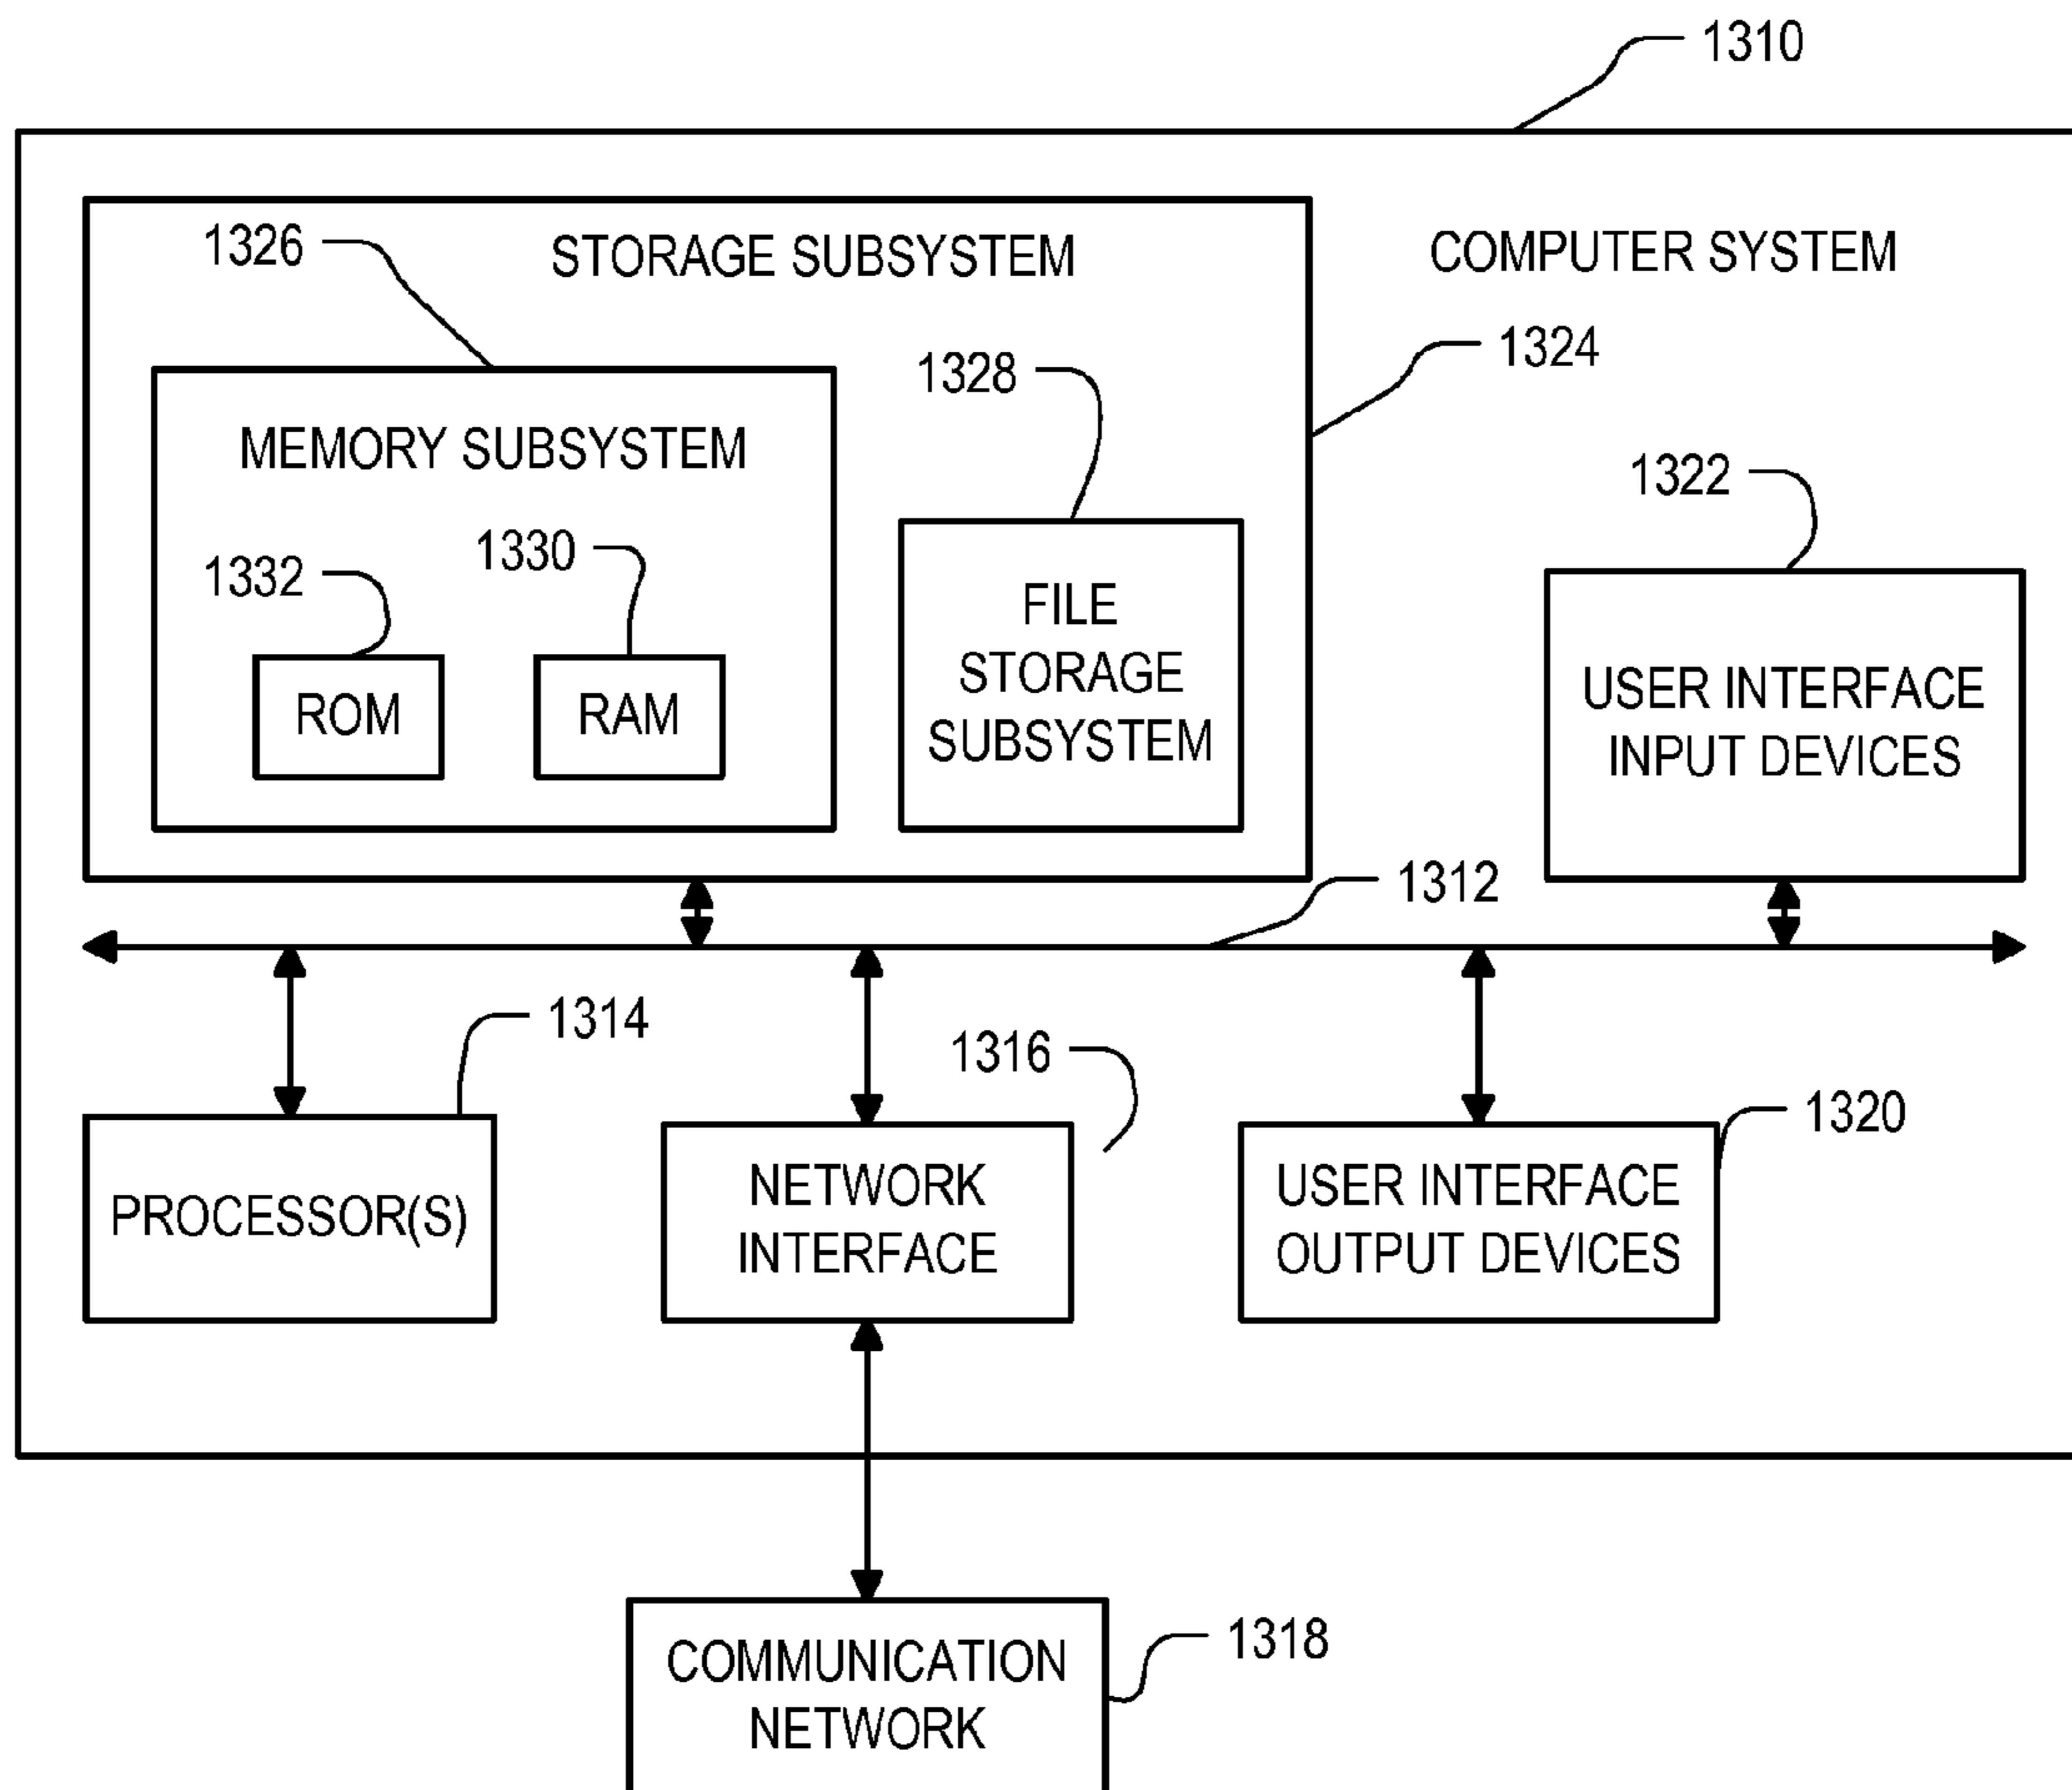 1310
1326
STORAGE SUBSYSTEM
COMPUTER SYSTEM
1324
1328
MEMORY SUBSYSTEM
1322
1332
1330
FILE
STORAGE
SUBSYSTEM
ROM
RAM
USER INTERFACE
INPUT DEVICES
1312
1314
1316
1320
PROCESSOR(S)
NETWORK
INTERFACE
USER INTERFACE
OUTPUT DEVICES
1318
COMMUNICATION
NETWORK